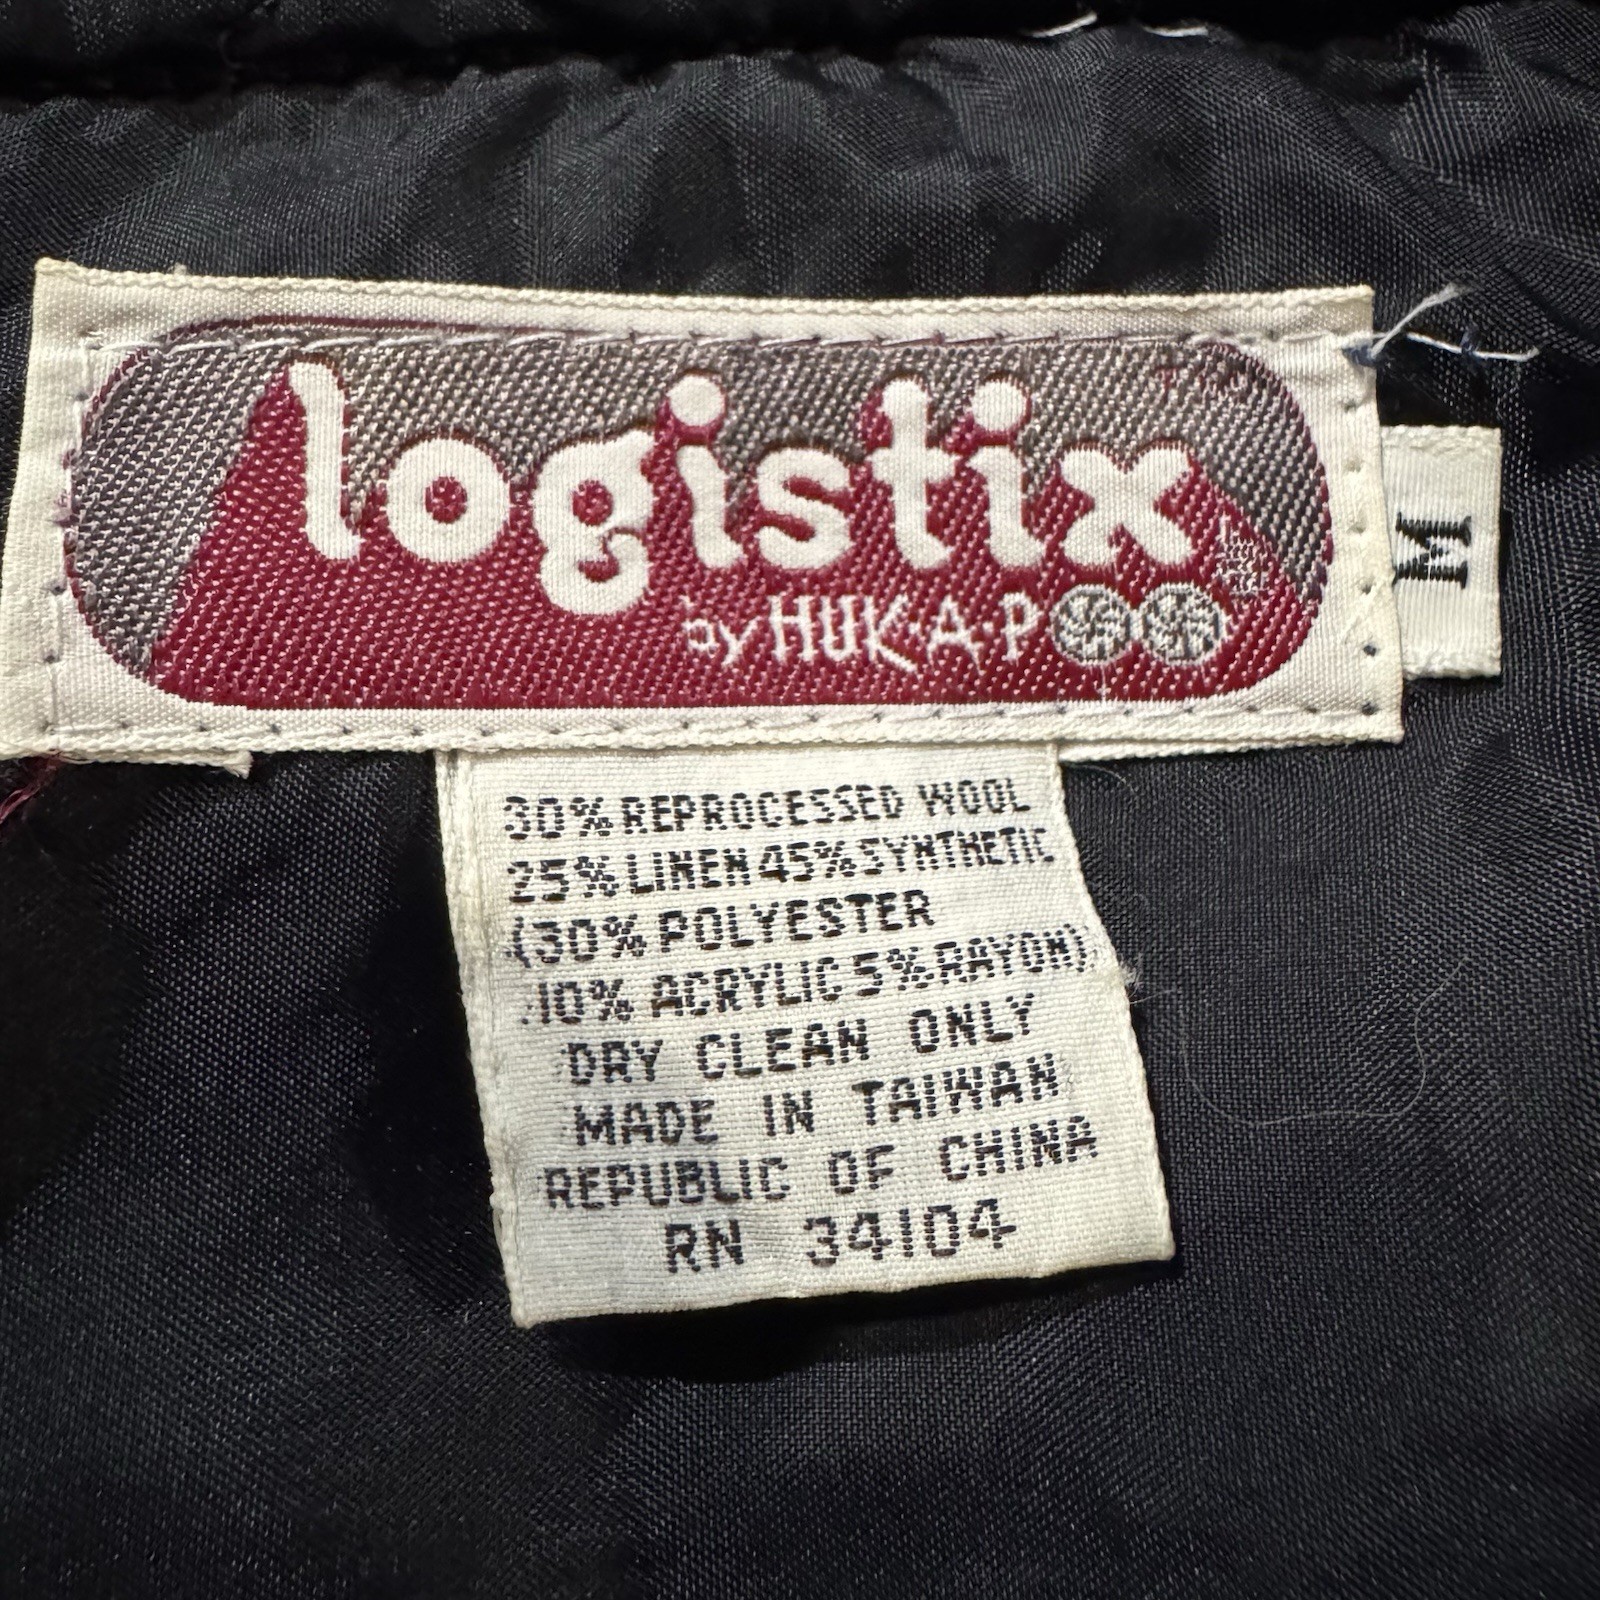 logistix
by HUK·A·P
M
30% REPROCESSED WOOL
25% LINEN 45% SYNTHETIC
(30% POLYESTER
10% ACRYLIC 5% RAYON)
DRY CLEAN ONLY
MADE IN TAIWAN
REPUBLIC OF CHINA
RN 34104